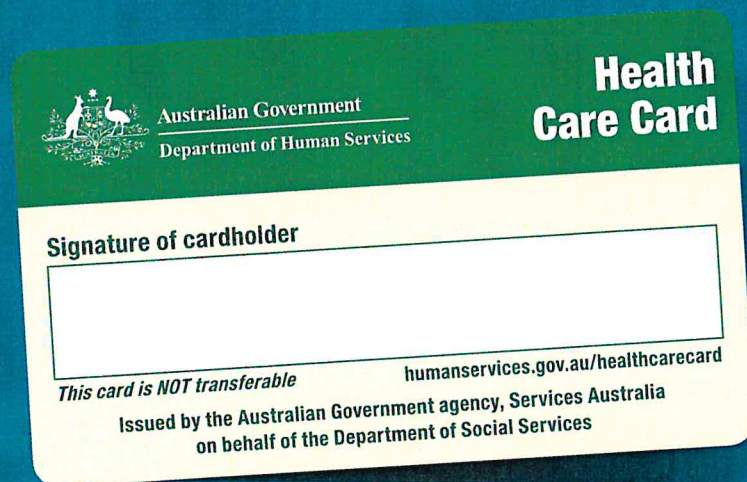 Australian Government
Department of Human Services
Health
Care Card
Signature of cardholder
This card is NOT transferable
humanservices.gov.au/healthcarecard
Issued by the Australian Government agency, Services Australia
on behalf of the Department of Social Services